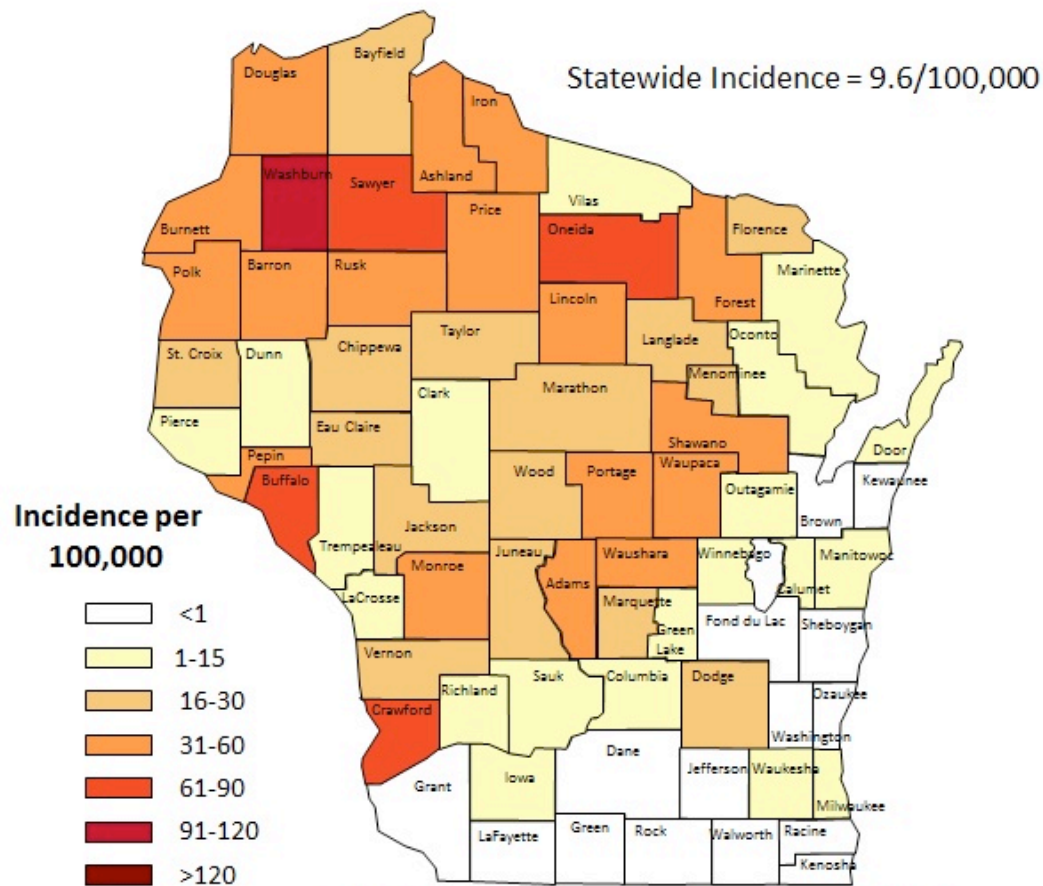 Bayfield
Douglas
Statewide Incidence = 9.6/100,000
Iron
Washburn
Sawyer
Ashland
Vilas
Price
Burnett
Oneida
Florence
Polk
Barron
Rusk
Marinette
Lincoln
Forest
Taylor
Oconto
Langlade
St. Croix
Dunn
Chippewa
Menominee
Marathon
Clark
Pierce
Eau Claire
Shawano
Door
Pepin
Wood
Portage
Waupaca
Buffalo
Kewaunee
Outagamie
Incidence per
100,000
Brown
Jackson
Trempealeau
Juneau
Waushara
Winnebago
Manitowoc
Monroe
Adams
Calumet
LaCrosse
Marquette
<1
Fond du Lac
Sheboygan
Green
Lake
Vernon
1-15
Sauk
Columbia
Dodge
Richland
Ozaukee
16-30
Crawford
Washington
31-60
Dane
Jefferson
Waukesha
Iowa
Grant
61-90
Milwaukee
91-120
LaFayette
Green
Rock
Walworth
Racine
Kenosha
>120